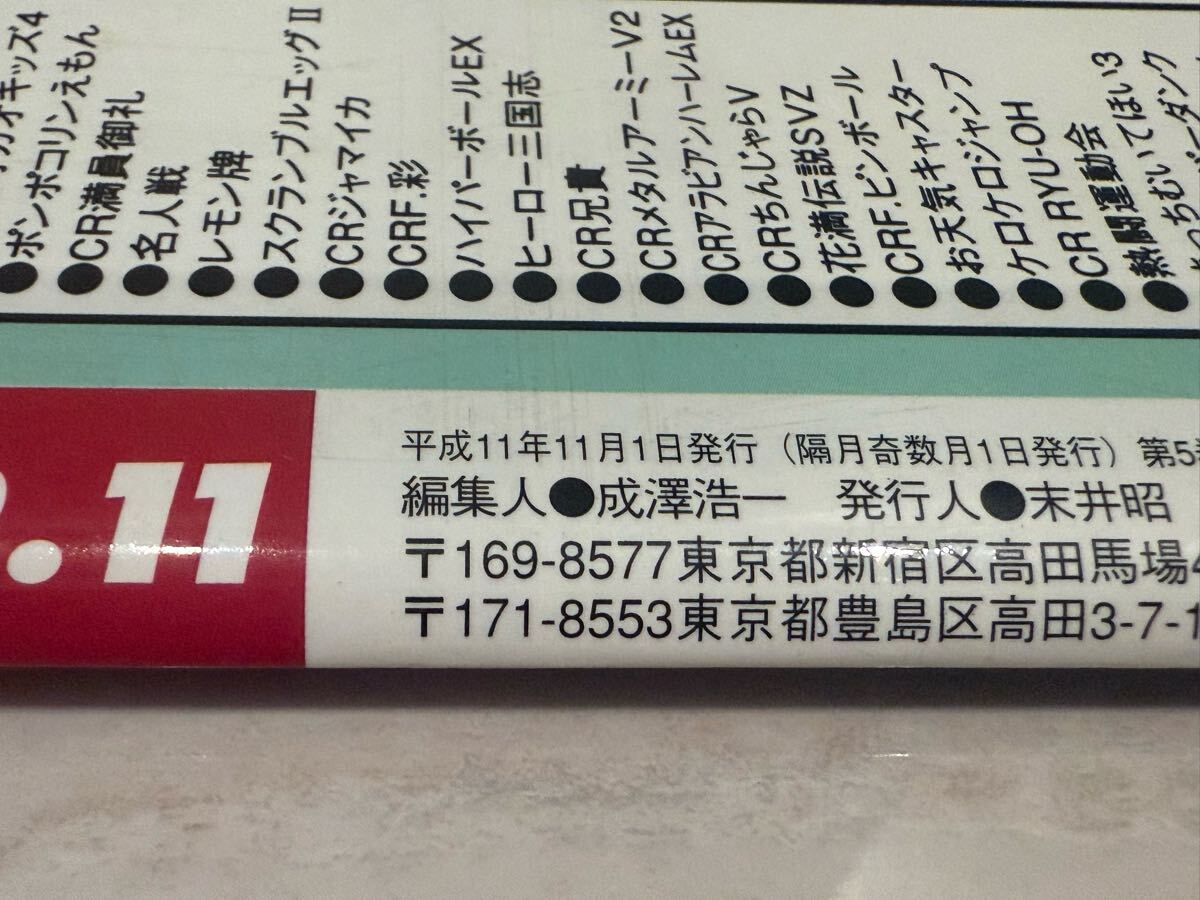 ポンポコリンえもん
CR満員御礼
名人戦
レモン牌
スクランブルエッグⅡ
CRジャマイカ
CRF.彩
ハイパーボールEX
ヒーロー三国志
CR兄貴
CRメタルアーミーV2
CRアラビアンハーレムEX
CRちんじゃらV
花満伝説SVZ
CRF.ピンボール
お天気キャスター
ケロケロジャンプ
CR RYU-OH
CR熱闘運動会
.11
平成11年11月1日発行（隔月奇数月1日発行）第5
編集人●成澤浩一　発行人●末井昭
〒169-8577東京都新宿区高田馬場4
〒171-8553東京都豊島区高田3-7-1